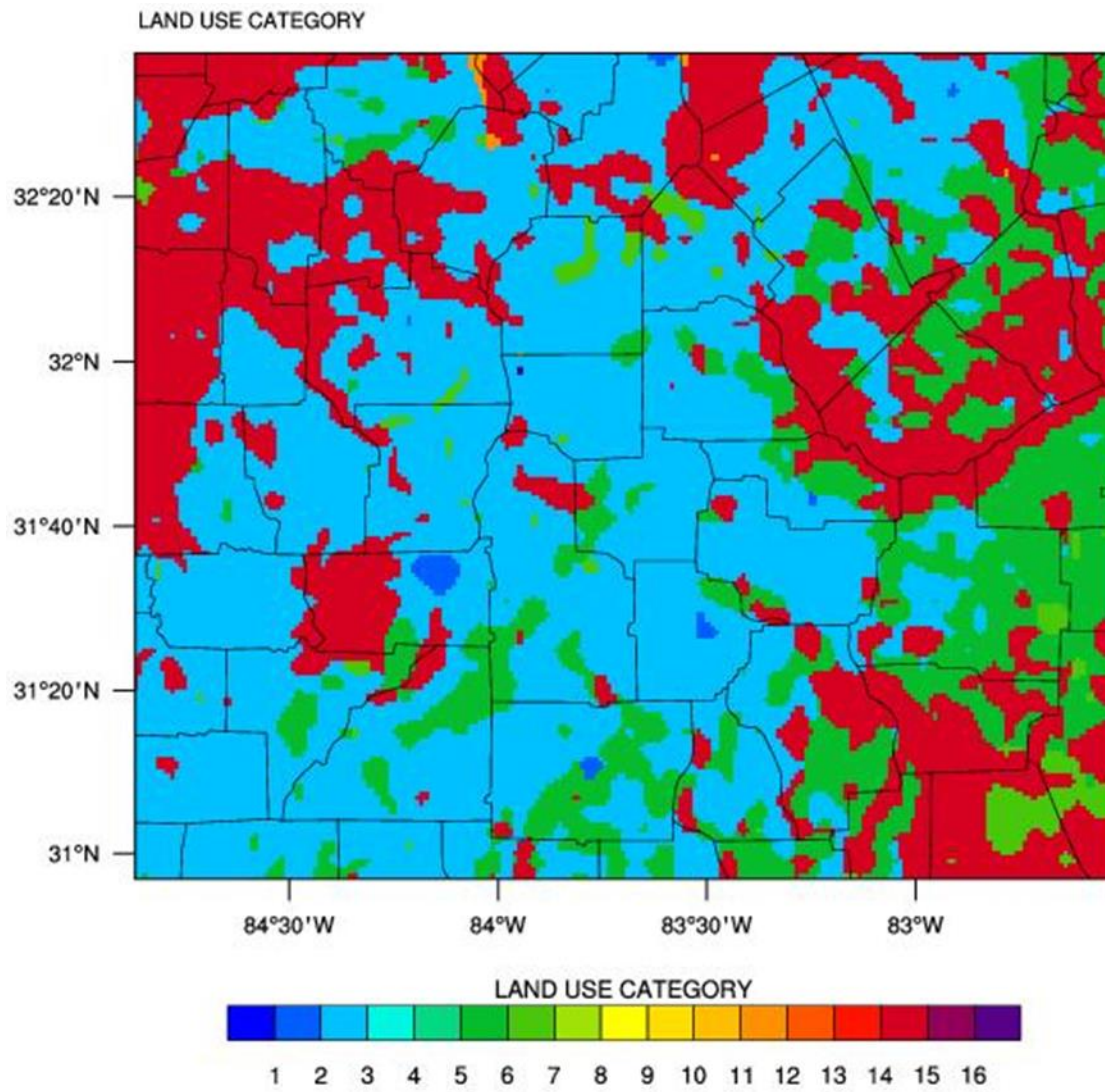 LAND USE CATEGORY
32°20'N
32°N
31°40'N
31°20'N
31°N
84°30'W 84°W 83°30'W 83°W
LAND USE CATEGORY
1 2 3 4 5 6 7 8 9 10 11 12 13 14 15 16